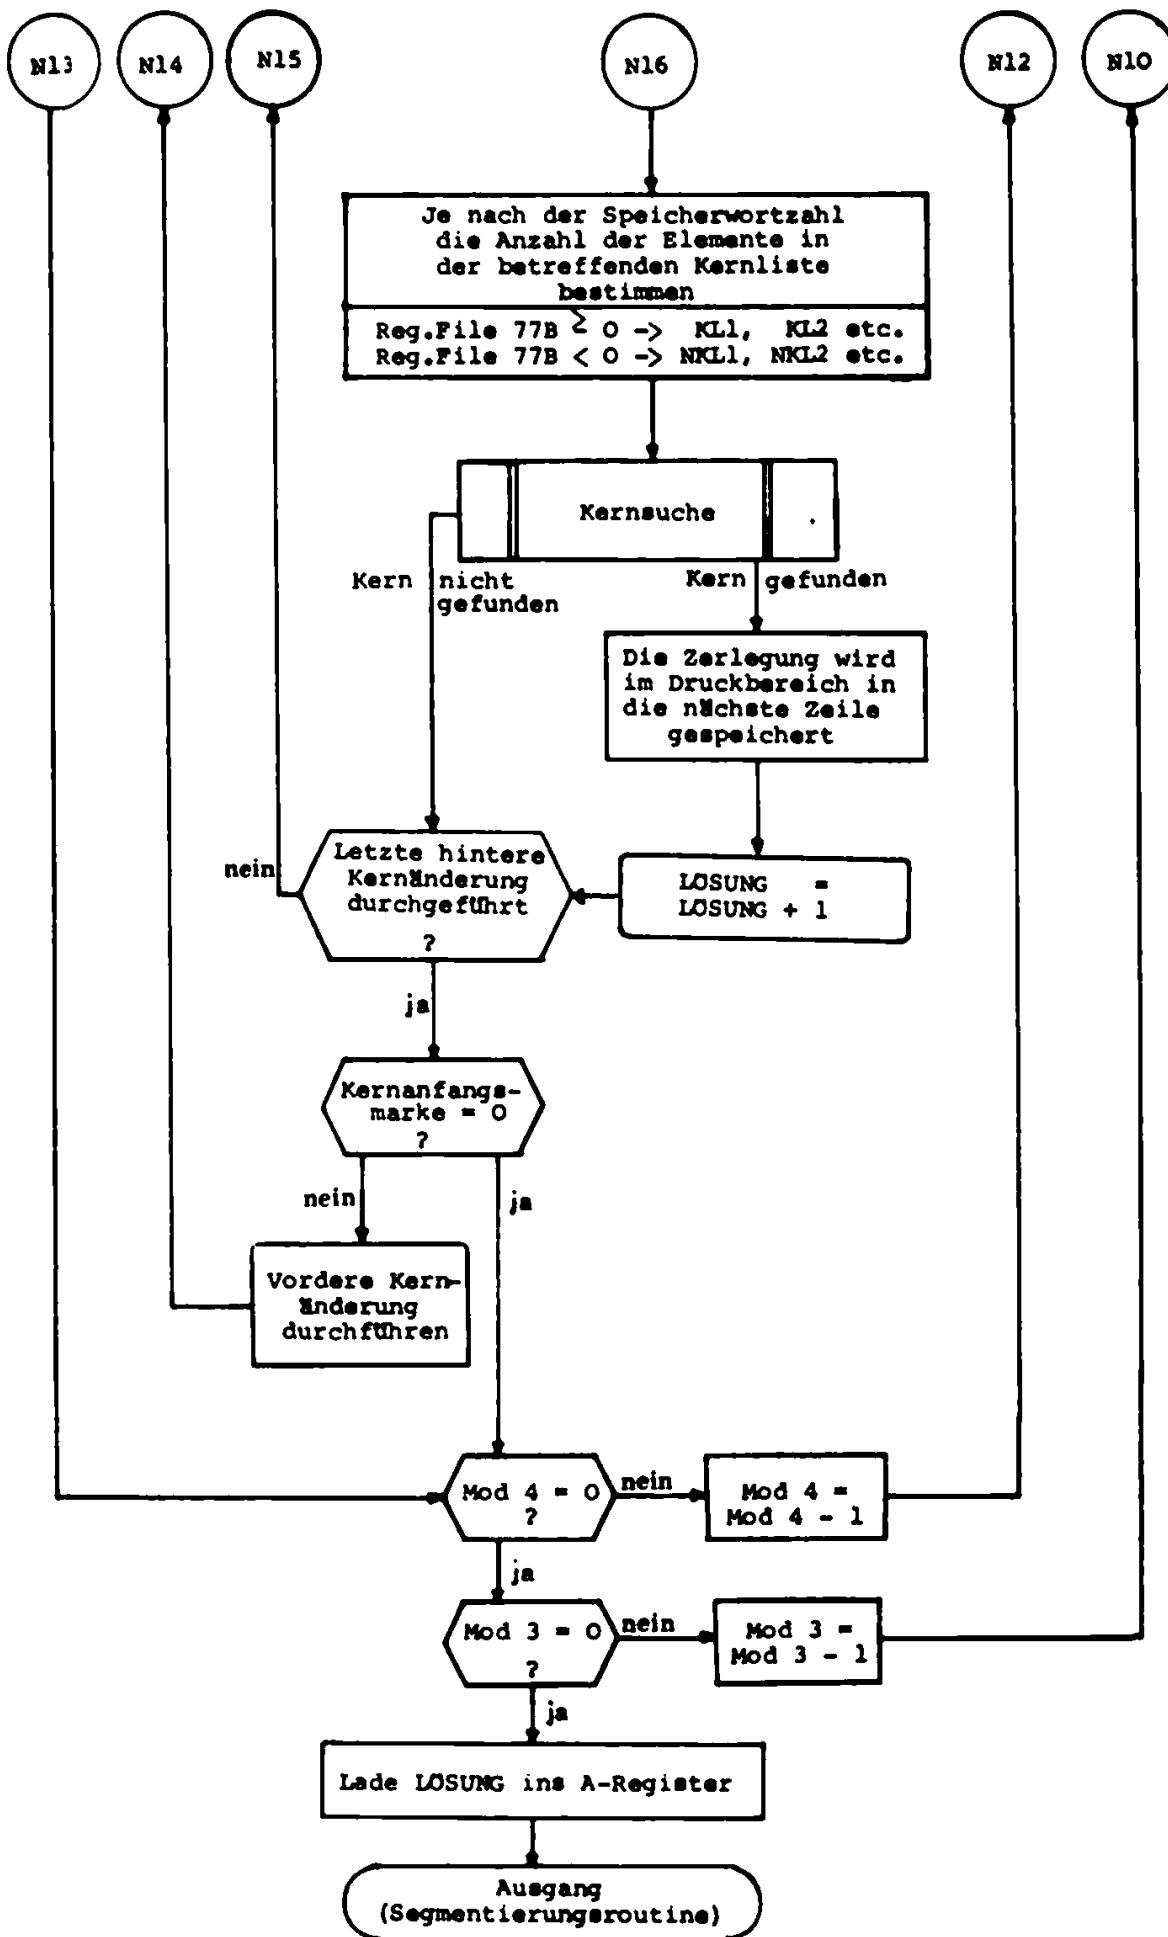 N13 N14 N15 N16 N12 N10
Je nach der Speicherwortzahl
die Anzahl der Elemente in
der betreffenden Kernliste
bestimmen
Reg.File 77B ≥ 0 -> KL1, KL2 etc.
Reg.File 77B < 0 -> NKL1, NKL2 etc.
Kernsuche
Kern nicht
gefunden
Kern gefunden
Die Zerlegung wird
im Druckbereich in
die nächste Zeile
gespeichert
LÖSUNG =
LÖSUNG + 1
Letzte hintere
Kernänderung
durchgeführt
?
nein
ja
Kernanfangs-
marke = 0
?
nein
ja
Vordere Kern-
änderung
durchführen
Mod 4 = 0
?
nein
Mod 4 =
Mod 4 - 1
ja
Mod 3 = 0
?
nein
Mod 3 =
Mod 3 - 1
ja
Lade LÖSUNG ins A-Register
Ausgang
(Segmentierungsroutine)